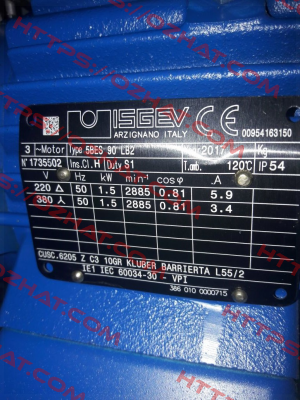 ISGEV CE
ARZIGNANO ITALY 00954163150
3 ~Motor Type 5BES 90 LB2 2017 Kg
N° 1735502 Ins.Cl.H Duty S1 T.amb. 120°C IP 54
V Hz kW min-1 cosφ A
220 Δ 50 1.5 2885 0.81 5.9
380 人 50 1.5 2885 0.81 3.4
CUSC.6205 Z C3 10GR KLUBER BARRIERTA L55/2
IE1 IEC 60034-30 - VPI
386 010 0000715
HTTPS://OZHAT.COM